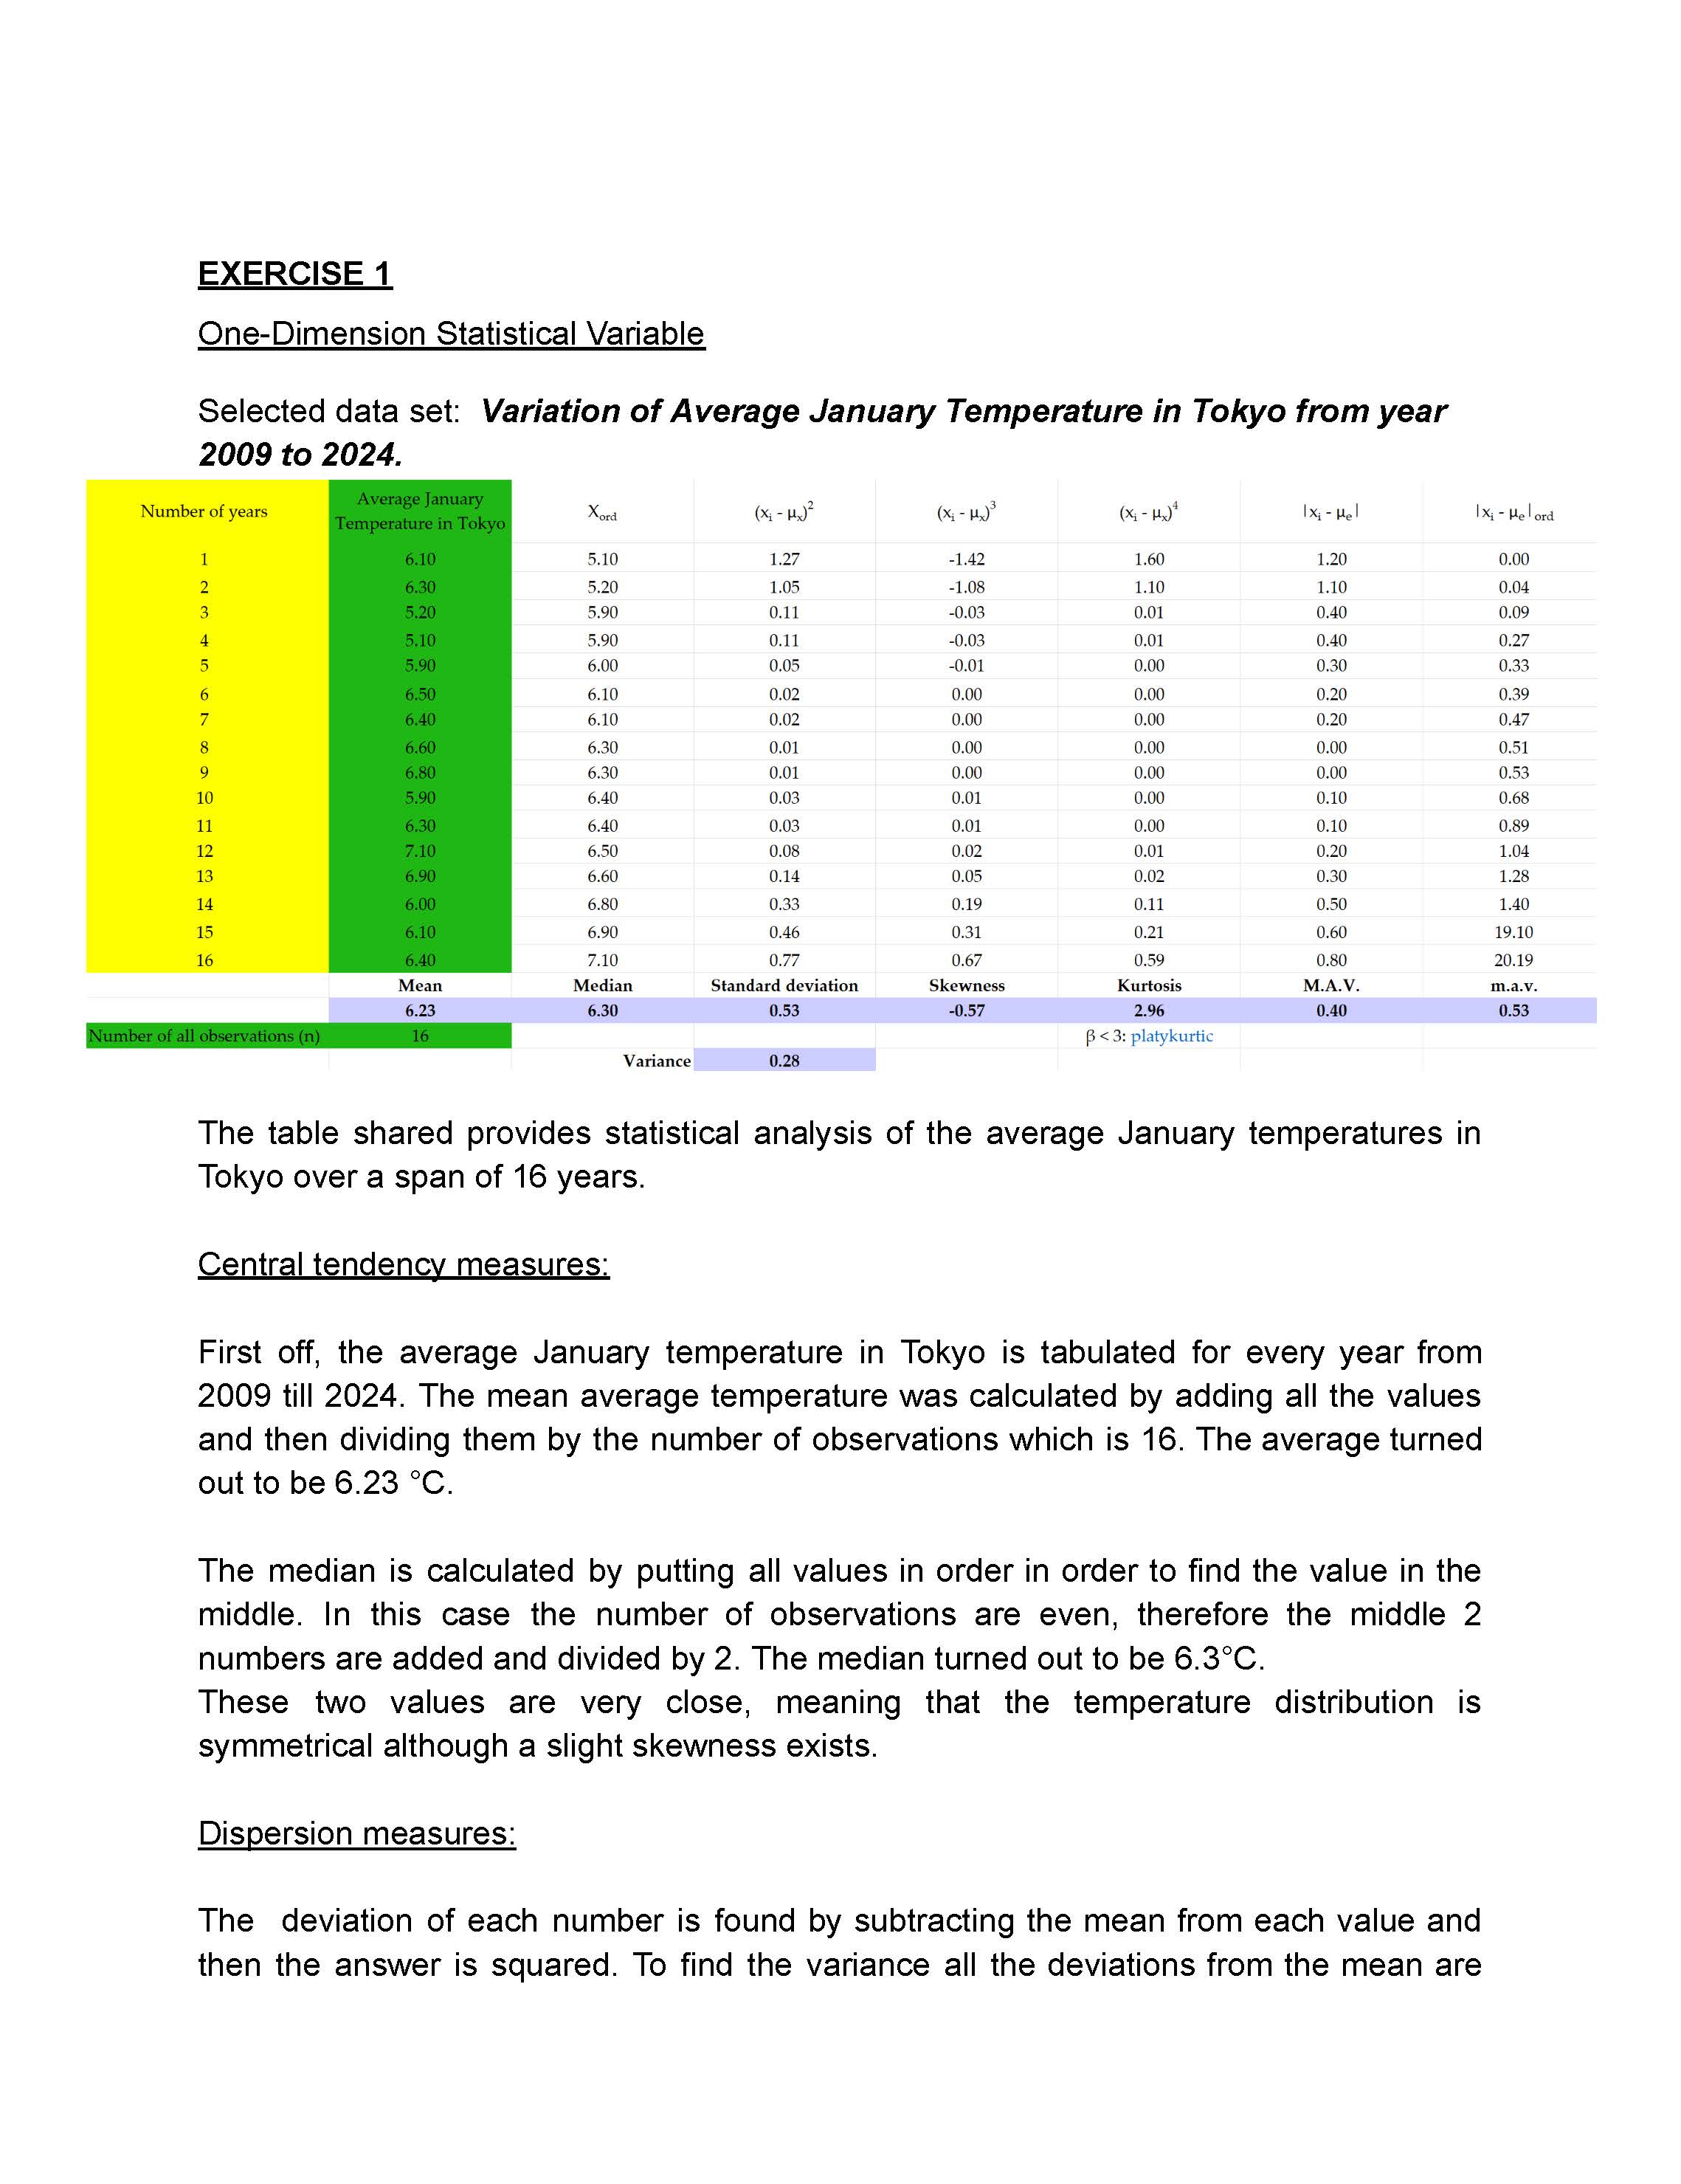 EXERCISE 1
One-Dimension Statistical Variable
Selected data set: Variation of Average January Temperature in Tokyo from year
2009 to 2024.
Number of years Average January Temperature in Tokyo Xord (xi - μx)2 (xi - μx)3 (xi - μx)4 |xi - μe| |xi - μe|ord
1 6.10 5.10 1.27 -1.42 1.60 1.20 0.00
2 6.30 5.20 1.05 -1.08 1.10 1.10 0.04
3 5.20 5.90 0.11 -0.03 0.01 0.40 0.09
4 5.10 5.90 0.11 -0.03 0.01 0.40 0.27
5 5.90 6.00 0.05 -0.01 0.00 0.30 0.33
6 6.50 6.10 0.02 0.00 0.00 0.20 0.39
7 6.40 6.10 0.02 0.00 0.00 0.20 0.47
8 6.60 6.30 0.01 0.00 0.00 0.00 0.51
9 6.80 6.30 0.01 0.00 0.00 0.00 0.53
10 5.90 6.40 0.03 0.01 0.00 0.10 0.68
11 6.30 6.40 0.03 0.01 0.00 0.10 0.89
12 7.10 6.50 0.08 0.02 0.01 0.20 1.04
13 6.90 6.60 0.14 0.05 0.02 0.30 1.28
14 6.00 6.80 0.33 0.19 0.11 0.50 1.40
15 6.10 6.90 0.46 0.31 0.21 0.60 19.10
16 6.40 7.10 0.77 0.67 0.59 0.80 20.19
Mean Median Standard deviation Skewness Kurtosis M.A.V. m.a.v.
6.23 6.30 0.53 -0.57 2.96 0.40 0.53
Number of all observations (n) 16 β < 3: platykurtic
Variance 0.28
The table shared provides statistical analysis of the average January temperatures in
Tokyo over a span of 16 years.
Central tendency measures:
First off, the average January temperature in Tokyo is tabulated for every year from
2009 till 2024. The mean average temperature was calculated by adding all the values
and then dividing them by the number of observations which is 16. The average turned
out to be 6.23 °C.
The median is calculated by putting all values in order in order to find the value in the
middle. In this case the number of observations are even, therefore the middle 2
numbers are added and divided by 2. The median turned out to be 6.3°C.
These two values are very close, meaning that the temperature distribution is
symmetrical although a slight skewness exists.
Dispersion measures:
The deviation of each number is found by subtracting the mean from each value and
then the answer is squared. To find the variance all the deviations from the mean are